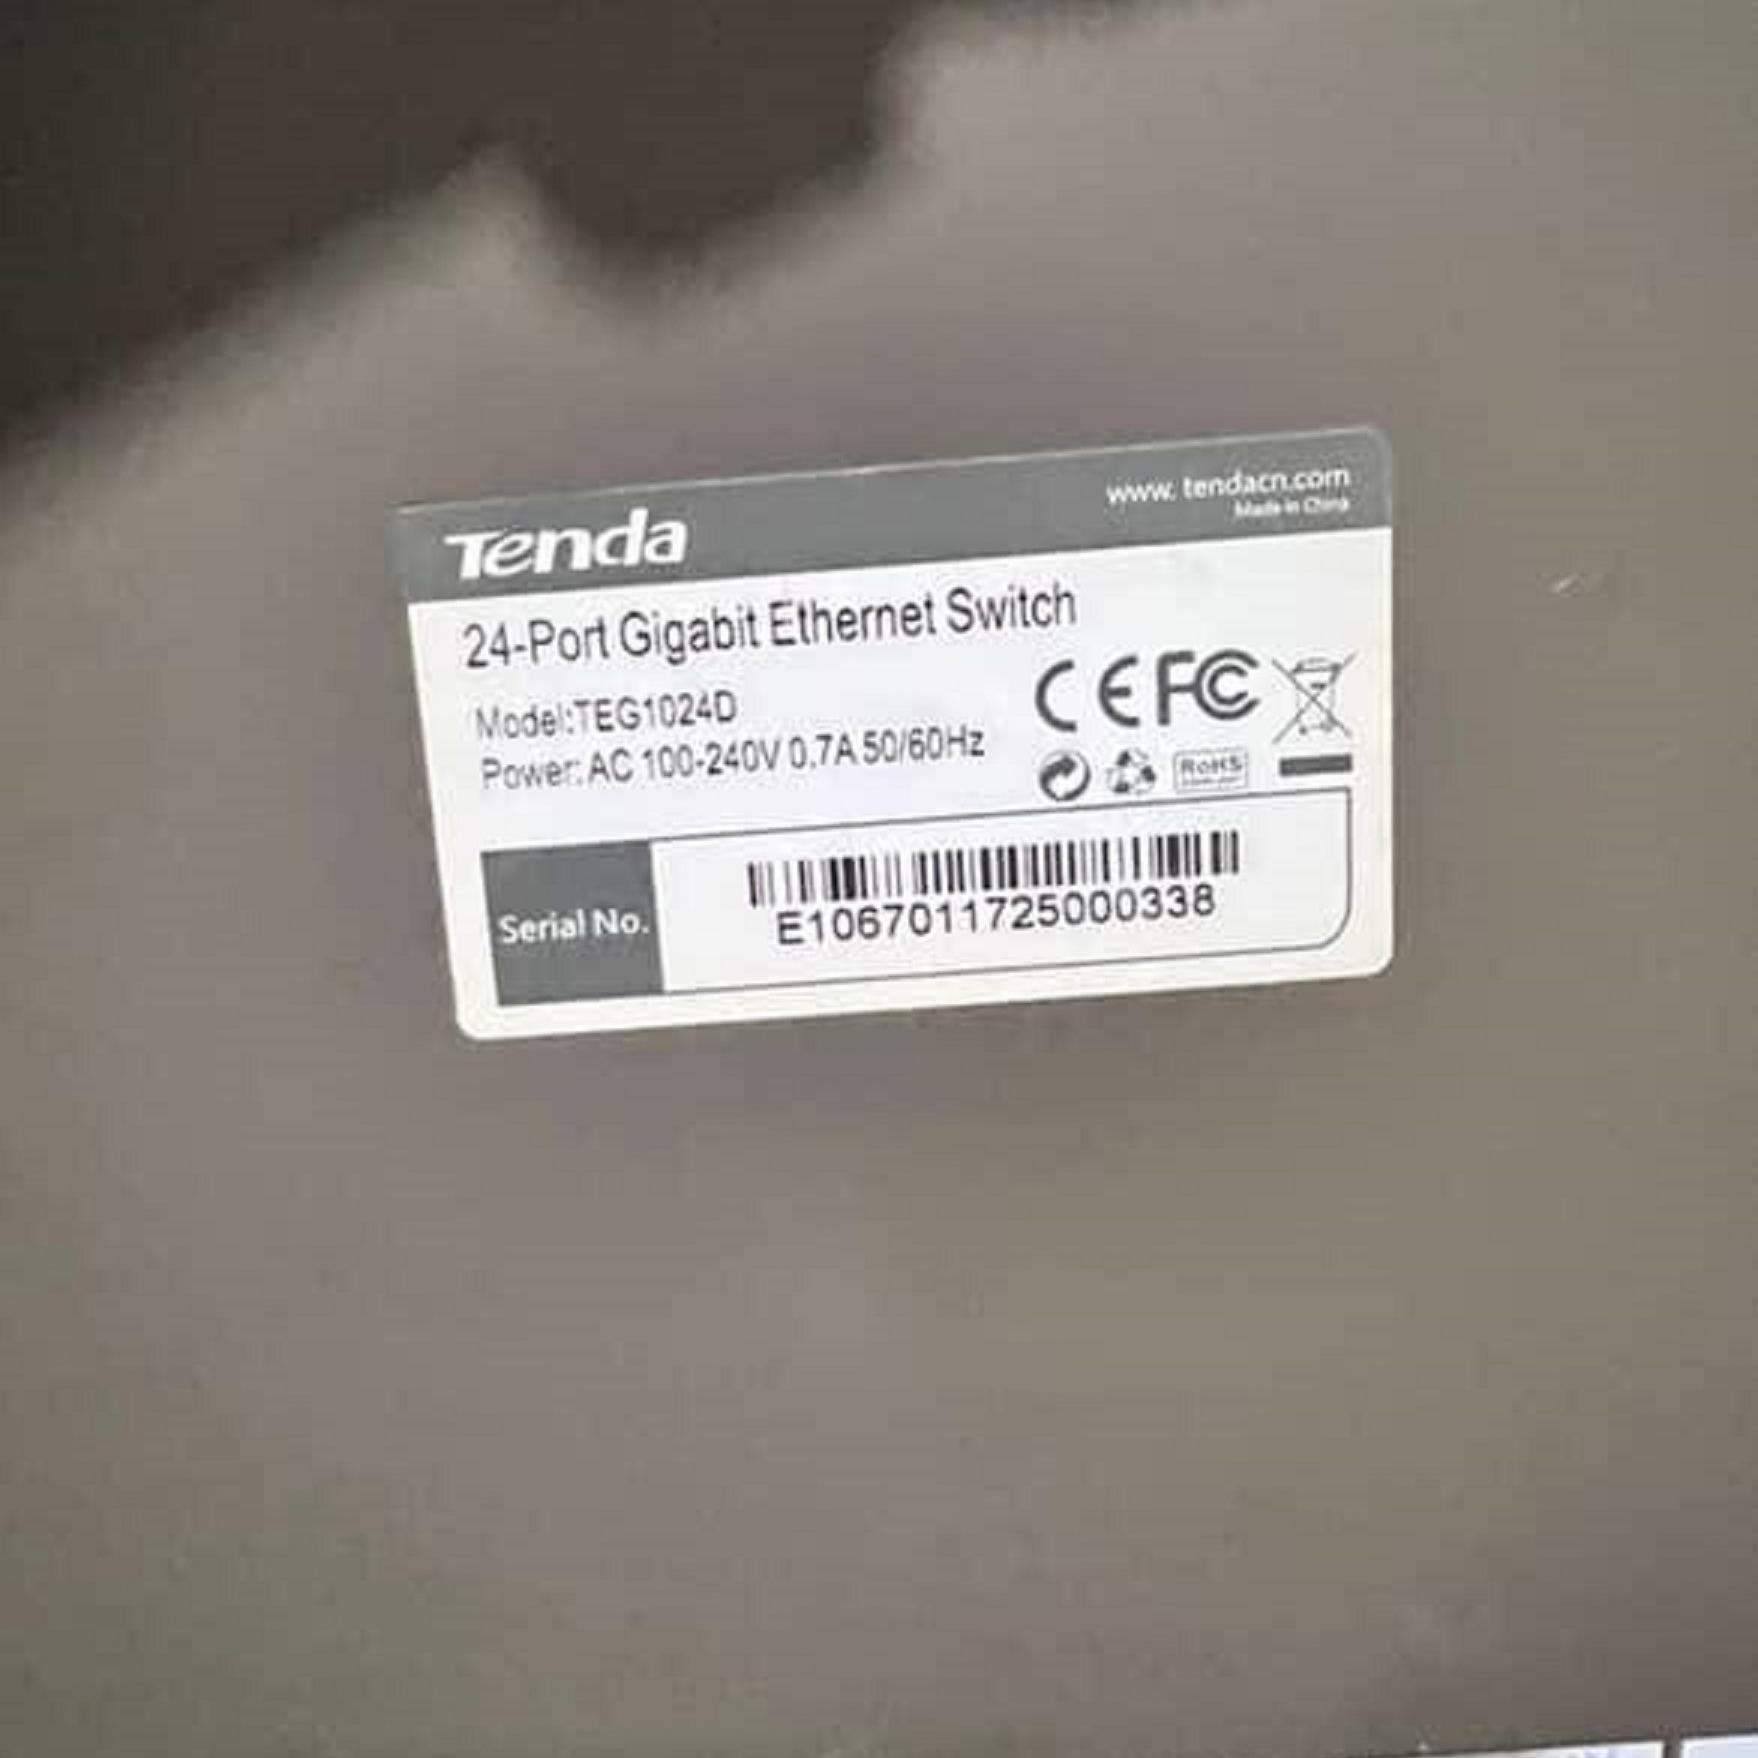 Tenda
www. tendacn.com
Made in China
24-Port Gigabit Ethernet Switch
Model:TEG1024D
Power: AC 100-240V 0.7A 50/60Hz
CE FC
RoHS
Serial No.
E1067011725000338